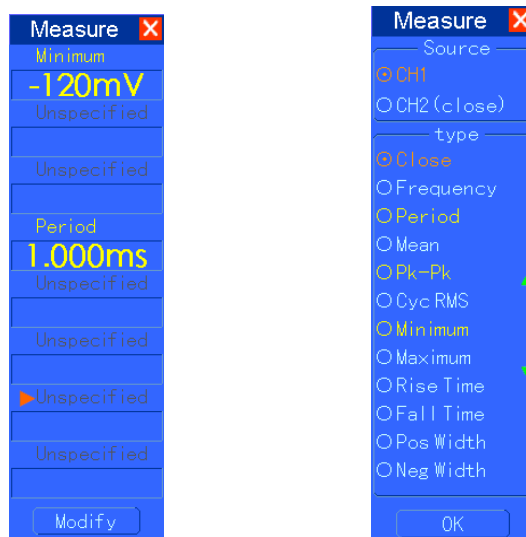 Measure
Minimum
-120mV
Unspecified
Unspecified
Period
1.000ms
Unspecified
Unspecified
Unspecified
Unspecified
Modify
Measure
Source
CH1
CH2(close)
type
Close
Frequency
Period
Mean
Pk-Pk
Cyc RMS
Minimum
Maximum
Rise Time
Fall Time
Pos Width
Neg Width
OK